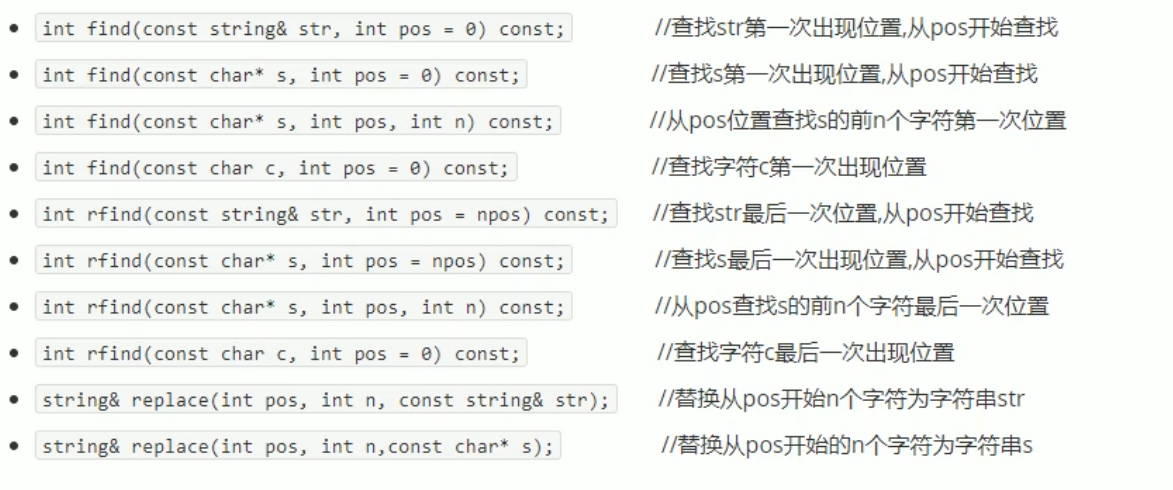 int find(const string& str, int pos = 0) const; //查找str第一次出现位置,从pos开始查找
int find(const char* s, int pos = 0) const; //查找s第一次出现位置,从pos开始查找
int find(const char* s, int pos, int n) const; //从pos位置查找s的前n个字符第一次位置
int find(const char c, int pos = 0) const; //查找字符c第一次出现位置
int rfind(const string& str, int pos = npos) const; //查找str最后一次位置,从pos开始查找
int rfind(const char* s, int pos = npos) const; //查找s最后一次出现位置,从pos开始查找
int rfind(const char* s, int pos, int n) const; //从pos查找s的前n个字符最后一次位置
int rfind(const char c, int pos = 0) const; //查找字符c最后一次出现位置
string& replace(int pos, int n, const string& str); //替换从pos开始n个字符为字符串str
string& replace(int pos, int n,const char* s); //替换从pos开始的n个字符为字符串s